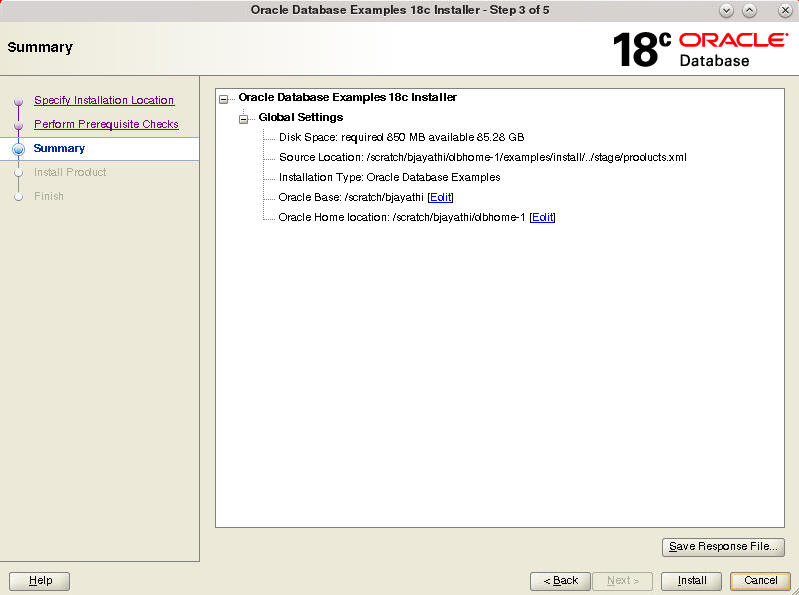 Oracle Database Examples 18c Installer - Step 3 of 5
Summary
18c ORACLE
Database
Specify Installation Location
Perform Prerequisite Checks
Summary
Install Product
Finish
Oracle Database Examples 18c Installer
Global Settings
Disk Space: required 850 MB available 85.28 GB
Source Location: /scratch/bjayathi/olbhome-1/examples/install/../stage/products.xml
Installation Type: Oracle Database Examples
Oracle Base: /scratch/bjayathi [Edit]
Oracle Home location: /scratch/bjayathi/olbhome-1 [Edit]
Save Response File...
Help
< Back
Next >
Install
Cancel